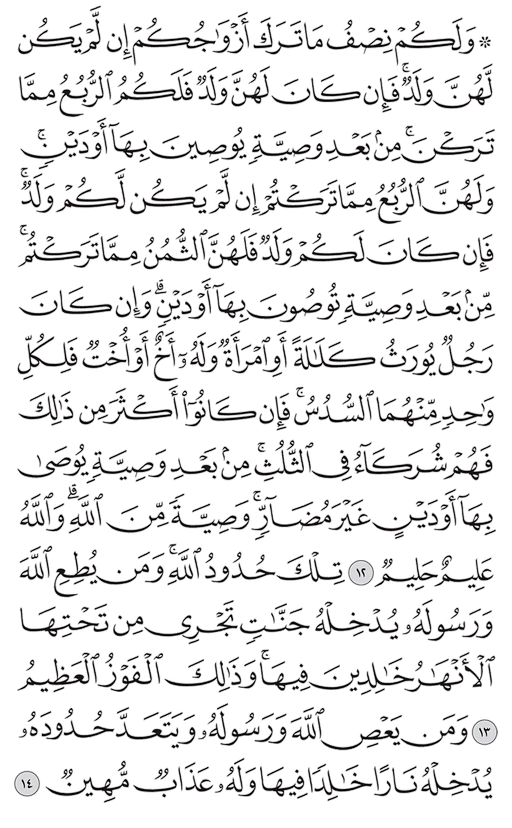 ۞ وَلَكُمْ نِصْفُ مَا تَرَكَ أَزْوَٰجُكُمْ إِن لَّمْ يَكُن
لَّهُنَّ وَلَدٌ ۚ فَإِن كَانَ لَهُنَّ وَلَدٌ فَلَكُمُ ٱلرُّبُعُ مِمَّا
تَرَكْنَ ۚ مِنۢ بَعْدِ وَصِيَّةٍ يُوصِينَ بِهَآ أَوْ دَيْنٍ ۚ
وَلَهُنَّ ٱلرُّبُعُ مِمَّا تَرَكْتُمْ إِن لَّمْ يَكُن لَّكُمْ وَلَدٌ ۚ
فَإِن كَانَ لَكُمْ وَلَدٌ فَلَهُنَّ ٱلثُّمُنُ مِمَّا تَرَكْتُم ۚ
مِّنۢ بَعْدِ وَصِيَّةٍ تُوصُونَ بِهَآ أَوْ دَيْنٍ ۗ وَإِن كَانَ
رَجُلٌ يُورَثُ كَلَٰلَةً أَوِ ٱمْرَأَةٌ وَلَهُۥٓ أَخٌ أَوْ أُخْتٌ فَلِكُلِّ
وَٰحِدٍ مِّنْهُمَا ٱلسُّدُسُ ۚ فَإِن كَانُوٓا۟ أَكْثَرَ مِن ذَٰلِكَ
فَهُمْ شُرَكَآءُ فِى ٱلثُّلُثِ ۚ مِنۢ بَعْدِ وَصِيَّةٍ يُوصَىٰ
بِهَآ أَوْ دَيْنٍ غَيْرَ مُضَآرٍّ ۚ وَصِيَّةً مِّنَ ٱللَّهِ ۗ وَٱللَّهُ
عَلِيمٌ حَلِيمٌ ١٢ تِلْكَ حُدُودُ ٱللَّهِ ۚ وَمَن يُطِعِ ٱللَّهَ
وَرَسُولَهُۥ يُدْخِلْهُ جَنَّٰتٍ تَجْرِى مِن تَحْتِهَا
ٱلْأَنْهَٰرُ خَٰلِدِينَ فِيهَا ۚ وَذَٰلِكَ ٱلْفَوْزُ ٱلْعَظِيمُ
١٣ وَمَن يَعْصِ ٱللَّهَ وَرَسُولَهُۥ وَيَتَعَدَّ حُدُودَهُۥ
يُدْخِلْهُ نَارًا خَٰلِدًا فِيهَا وَلَهُۥ عَذَابٌ مُّهِينٌ ١٤